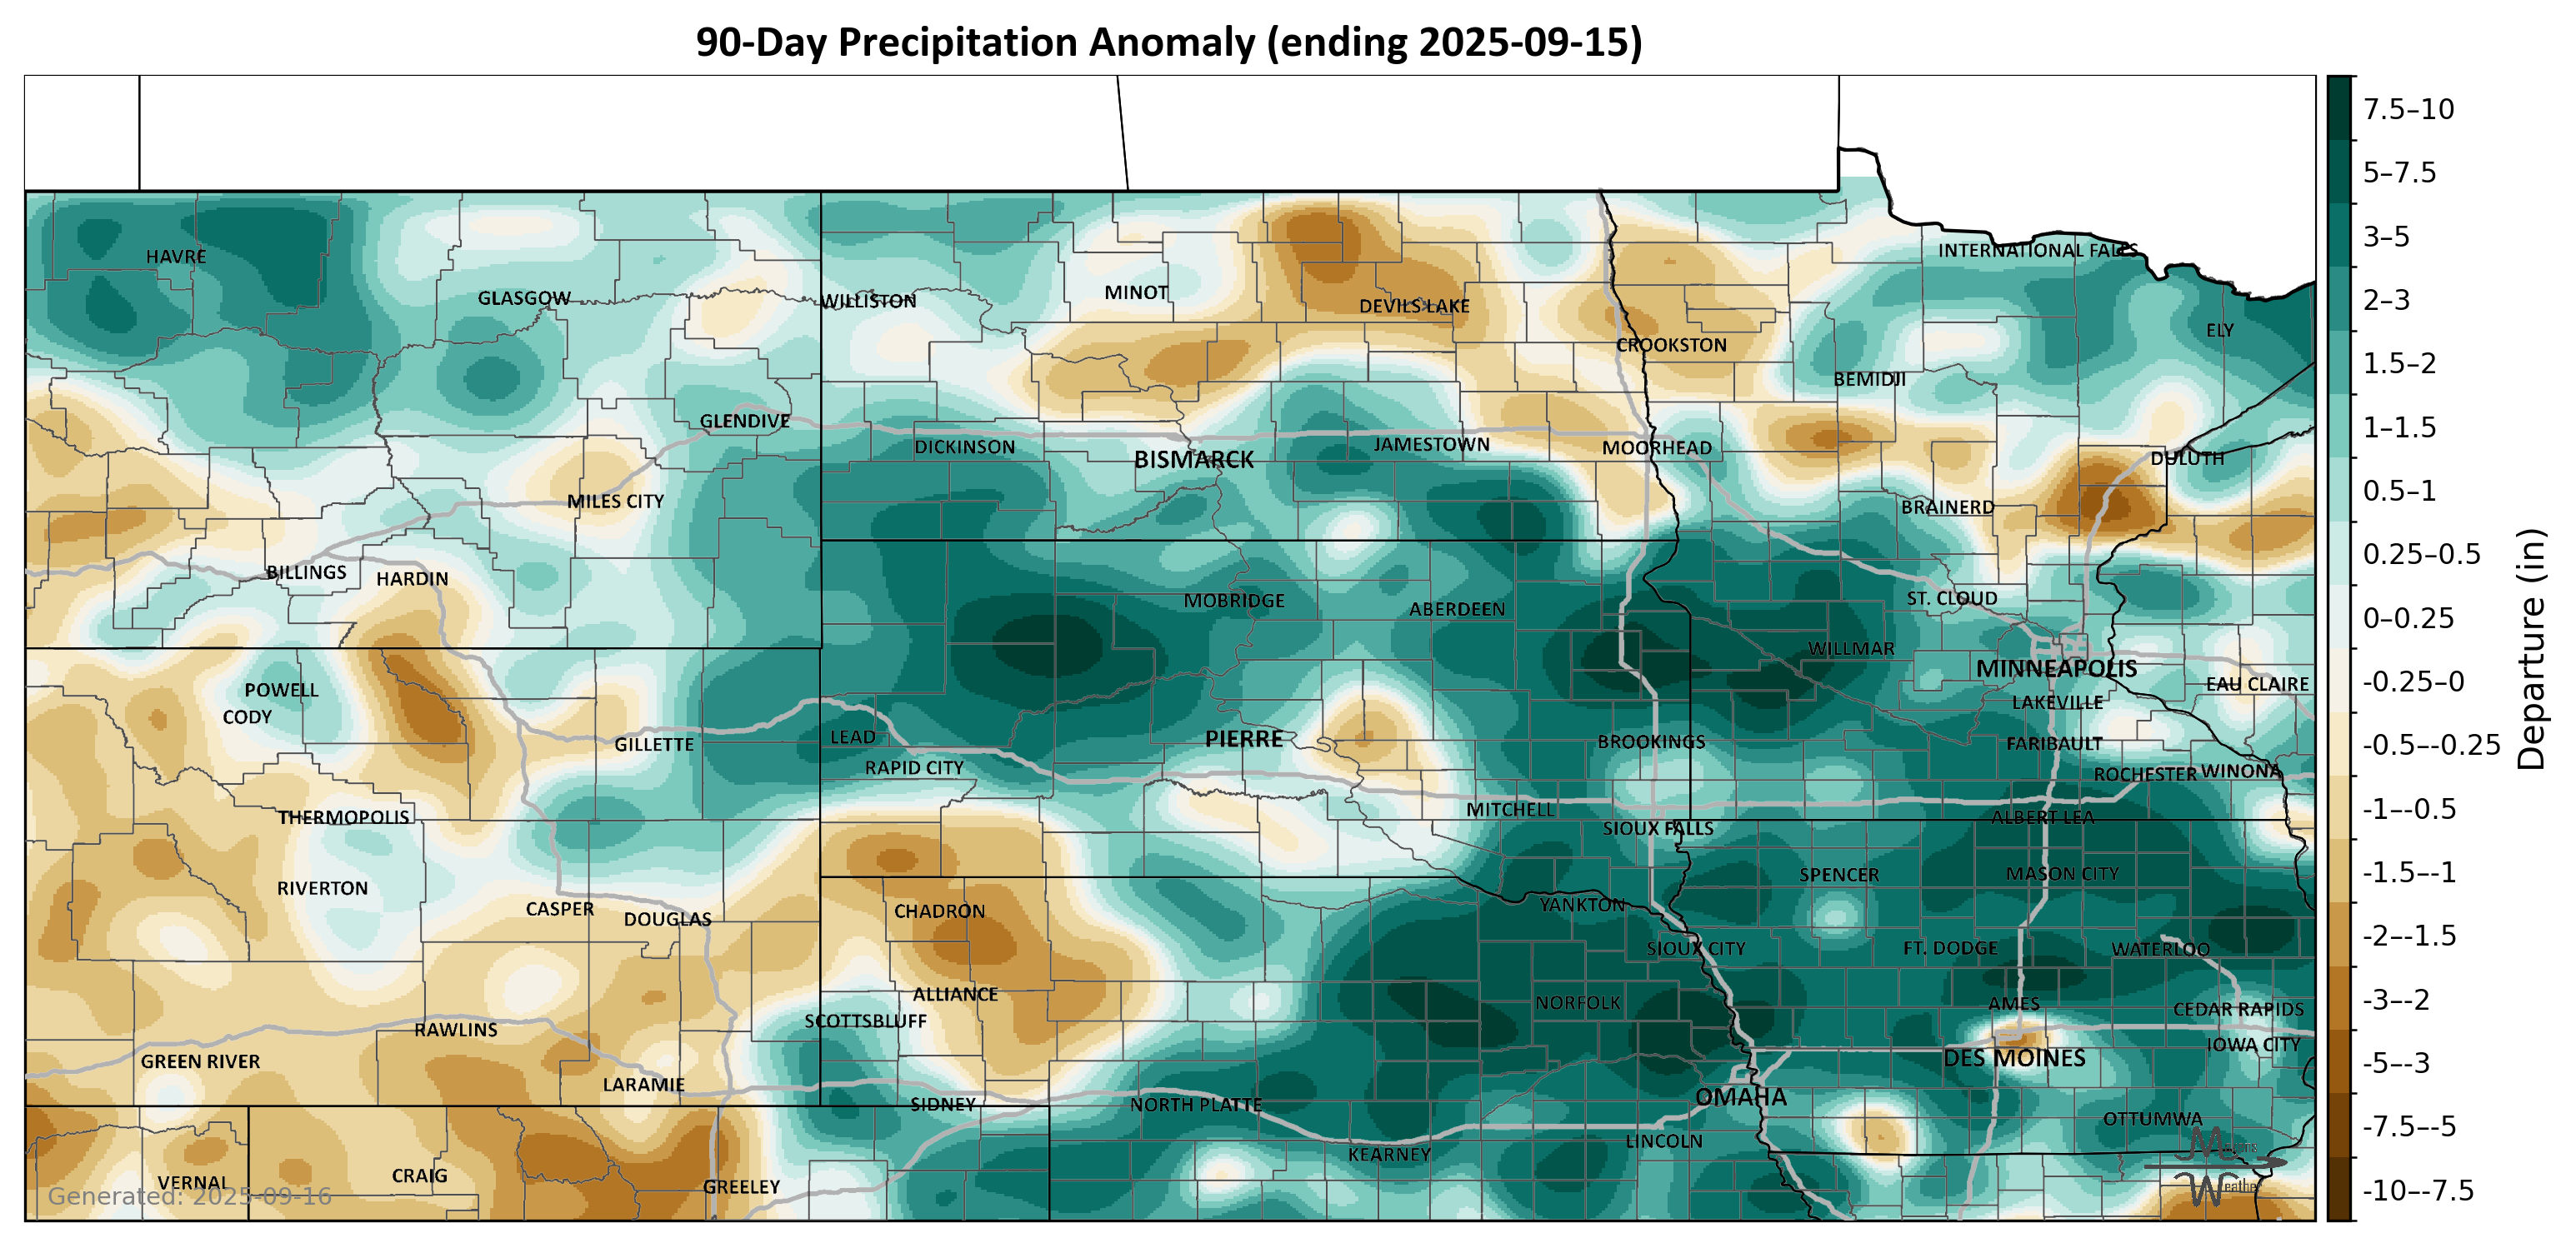 90-Day Precipitation Anomaly (ending 2025-09-15)
HAVRE
GLASGOW
WILLISTON
MINOT
DEVILS LAKE
INTERNATIONAL FALLS
CROOKSTON
ELY
BEMIDJI
GLENDIVE
DICKINSON
BISMARCK
JAMESTOWN
MOORHEAD
DULUTH
MILES CITY
BRAINERD
BILLINGS
HARDIN
MOBRIDGE
ABERDEEN
ST. CLOUD
WILLMAR
MINNEAPOLIS
EAU CLAIRE
POWELL
CODY
LAKEVILLE
GILLETTE
LEAD
PIERRE
BROOKINGS
FARIBAULT
RAPID CITY
ROCHESTER
WINONA
THERMOPOLIS
MITCHELL
SIOUX FALLS
ALBERT LEA
RIVERTON
SPENCER
MASON CITY
CASPER
DOUGLAS
CHADRON
YANKTON
SIOUX CITY
FT. DODGE
WATERLOO
ALLIANCE
NORFOLK
AMES
CEDAR RAPIDS
SCOTTSBLUFF
RAWLINS
IOWA CITY
GREEN RIVER
DES MOINES
LARAMIE
SIDNEY
NORTH PLATTE
OMAHA
OTTUMWA
LINCOLN
KEARNEY
VERNAL
CRAIG
GREELEY
Generated: 2025-09-16
7.5–10
5–7.5
3–5
2–3
1.5–2
1–1.5
0.5–1
0.25–0.5
0–0.25
-0.25–0
-0.5–-0.25
-1–-0.5
-1.5–-1
-2–-1.5
-3–-2
-5–-3
-7.5–-5
-10–-7.5
Departure (in)